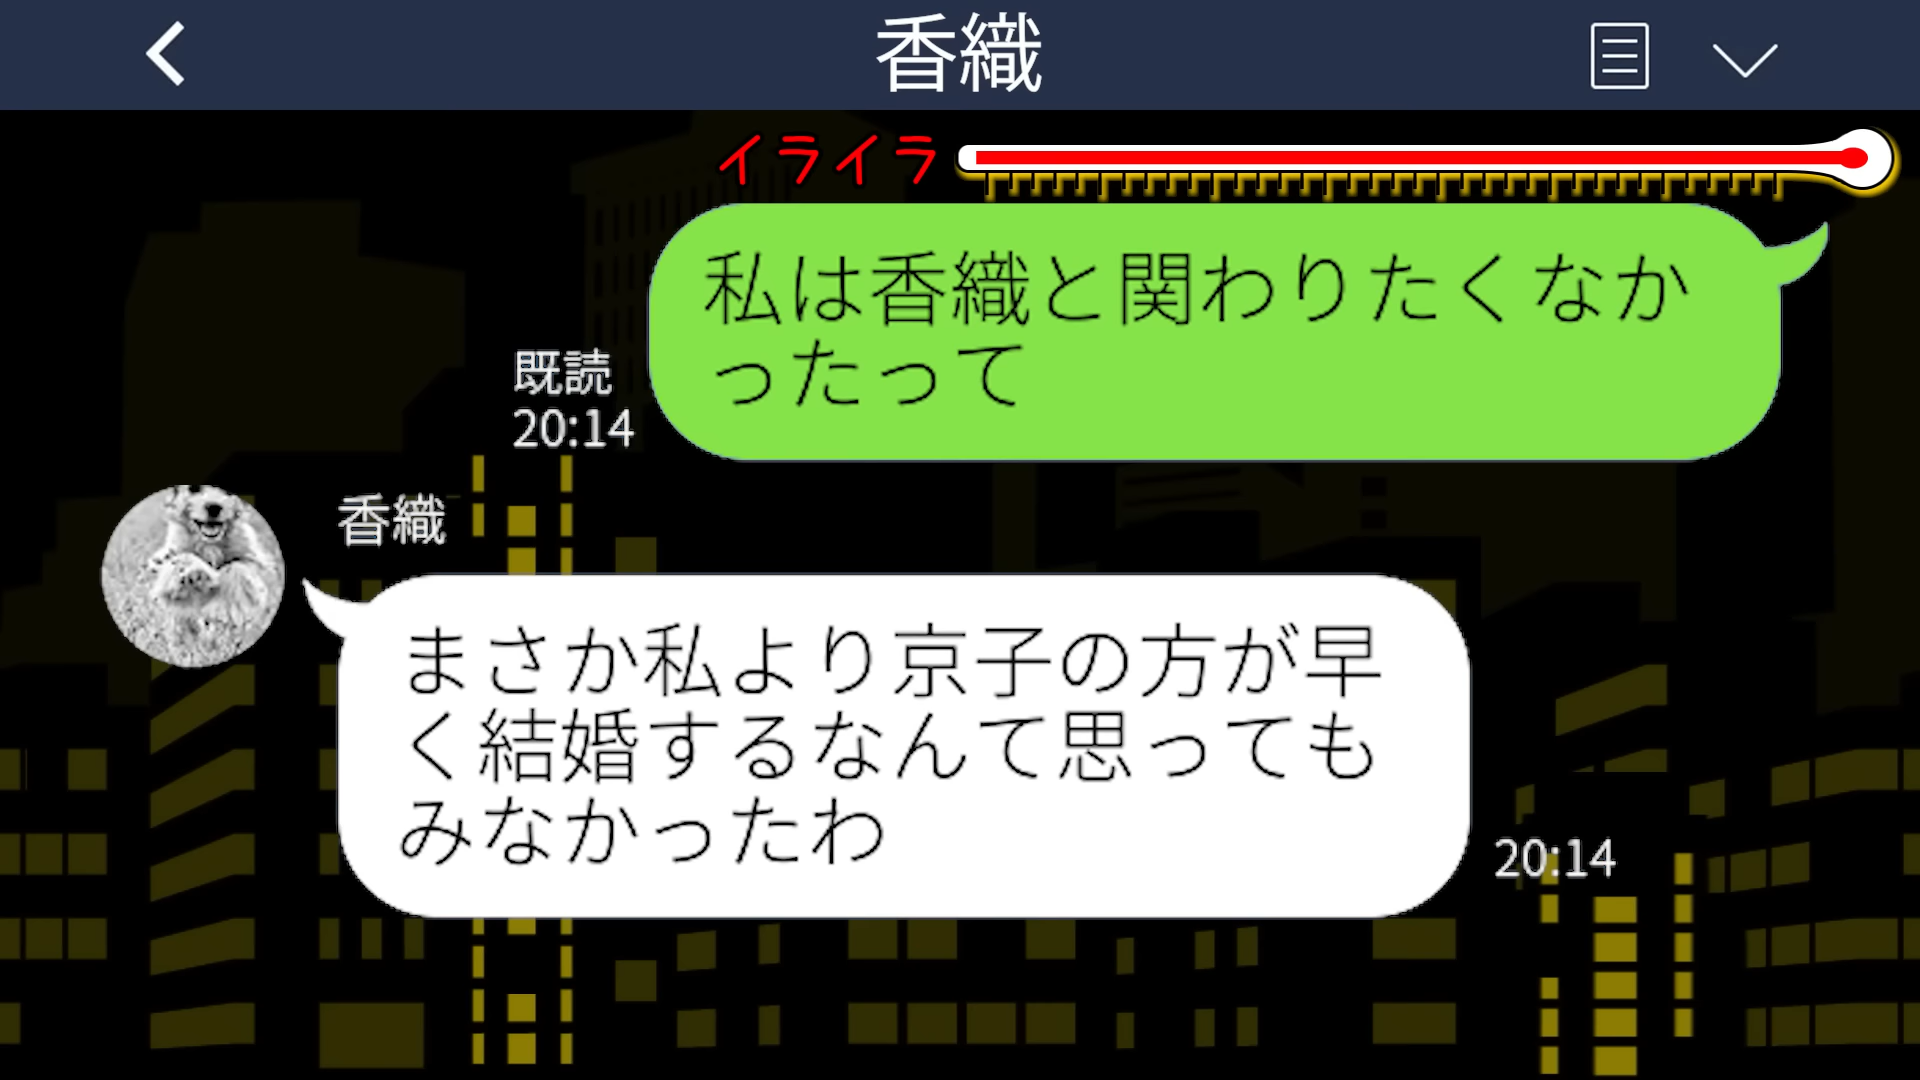 香織
イライラ
私は香織と関わりたくなか
ったって
既読
20:14
香織
まさか私より京子の方が早
く結婚するなんて思っても
みなかったわ
20:14